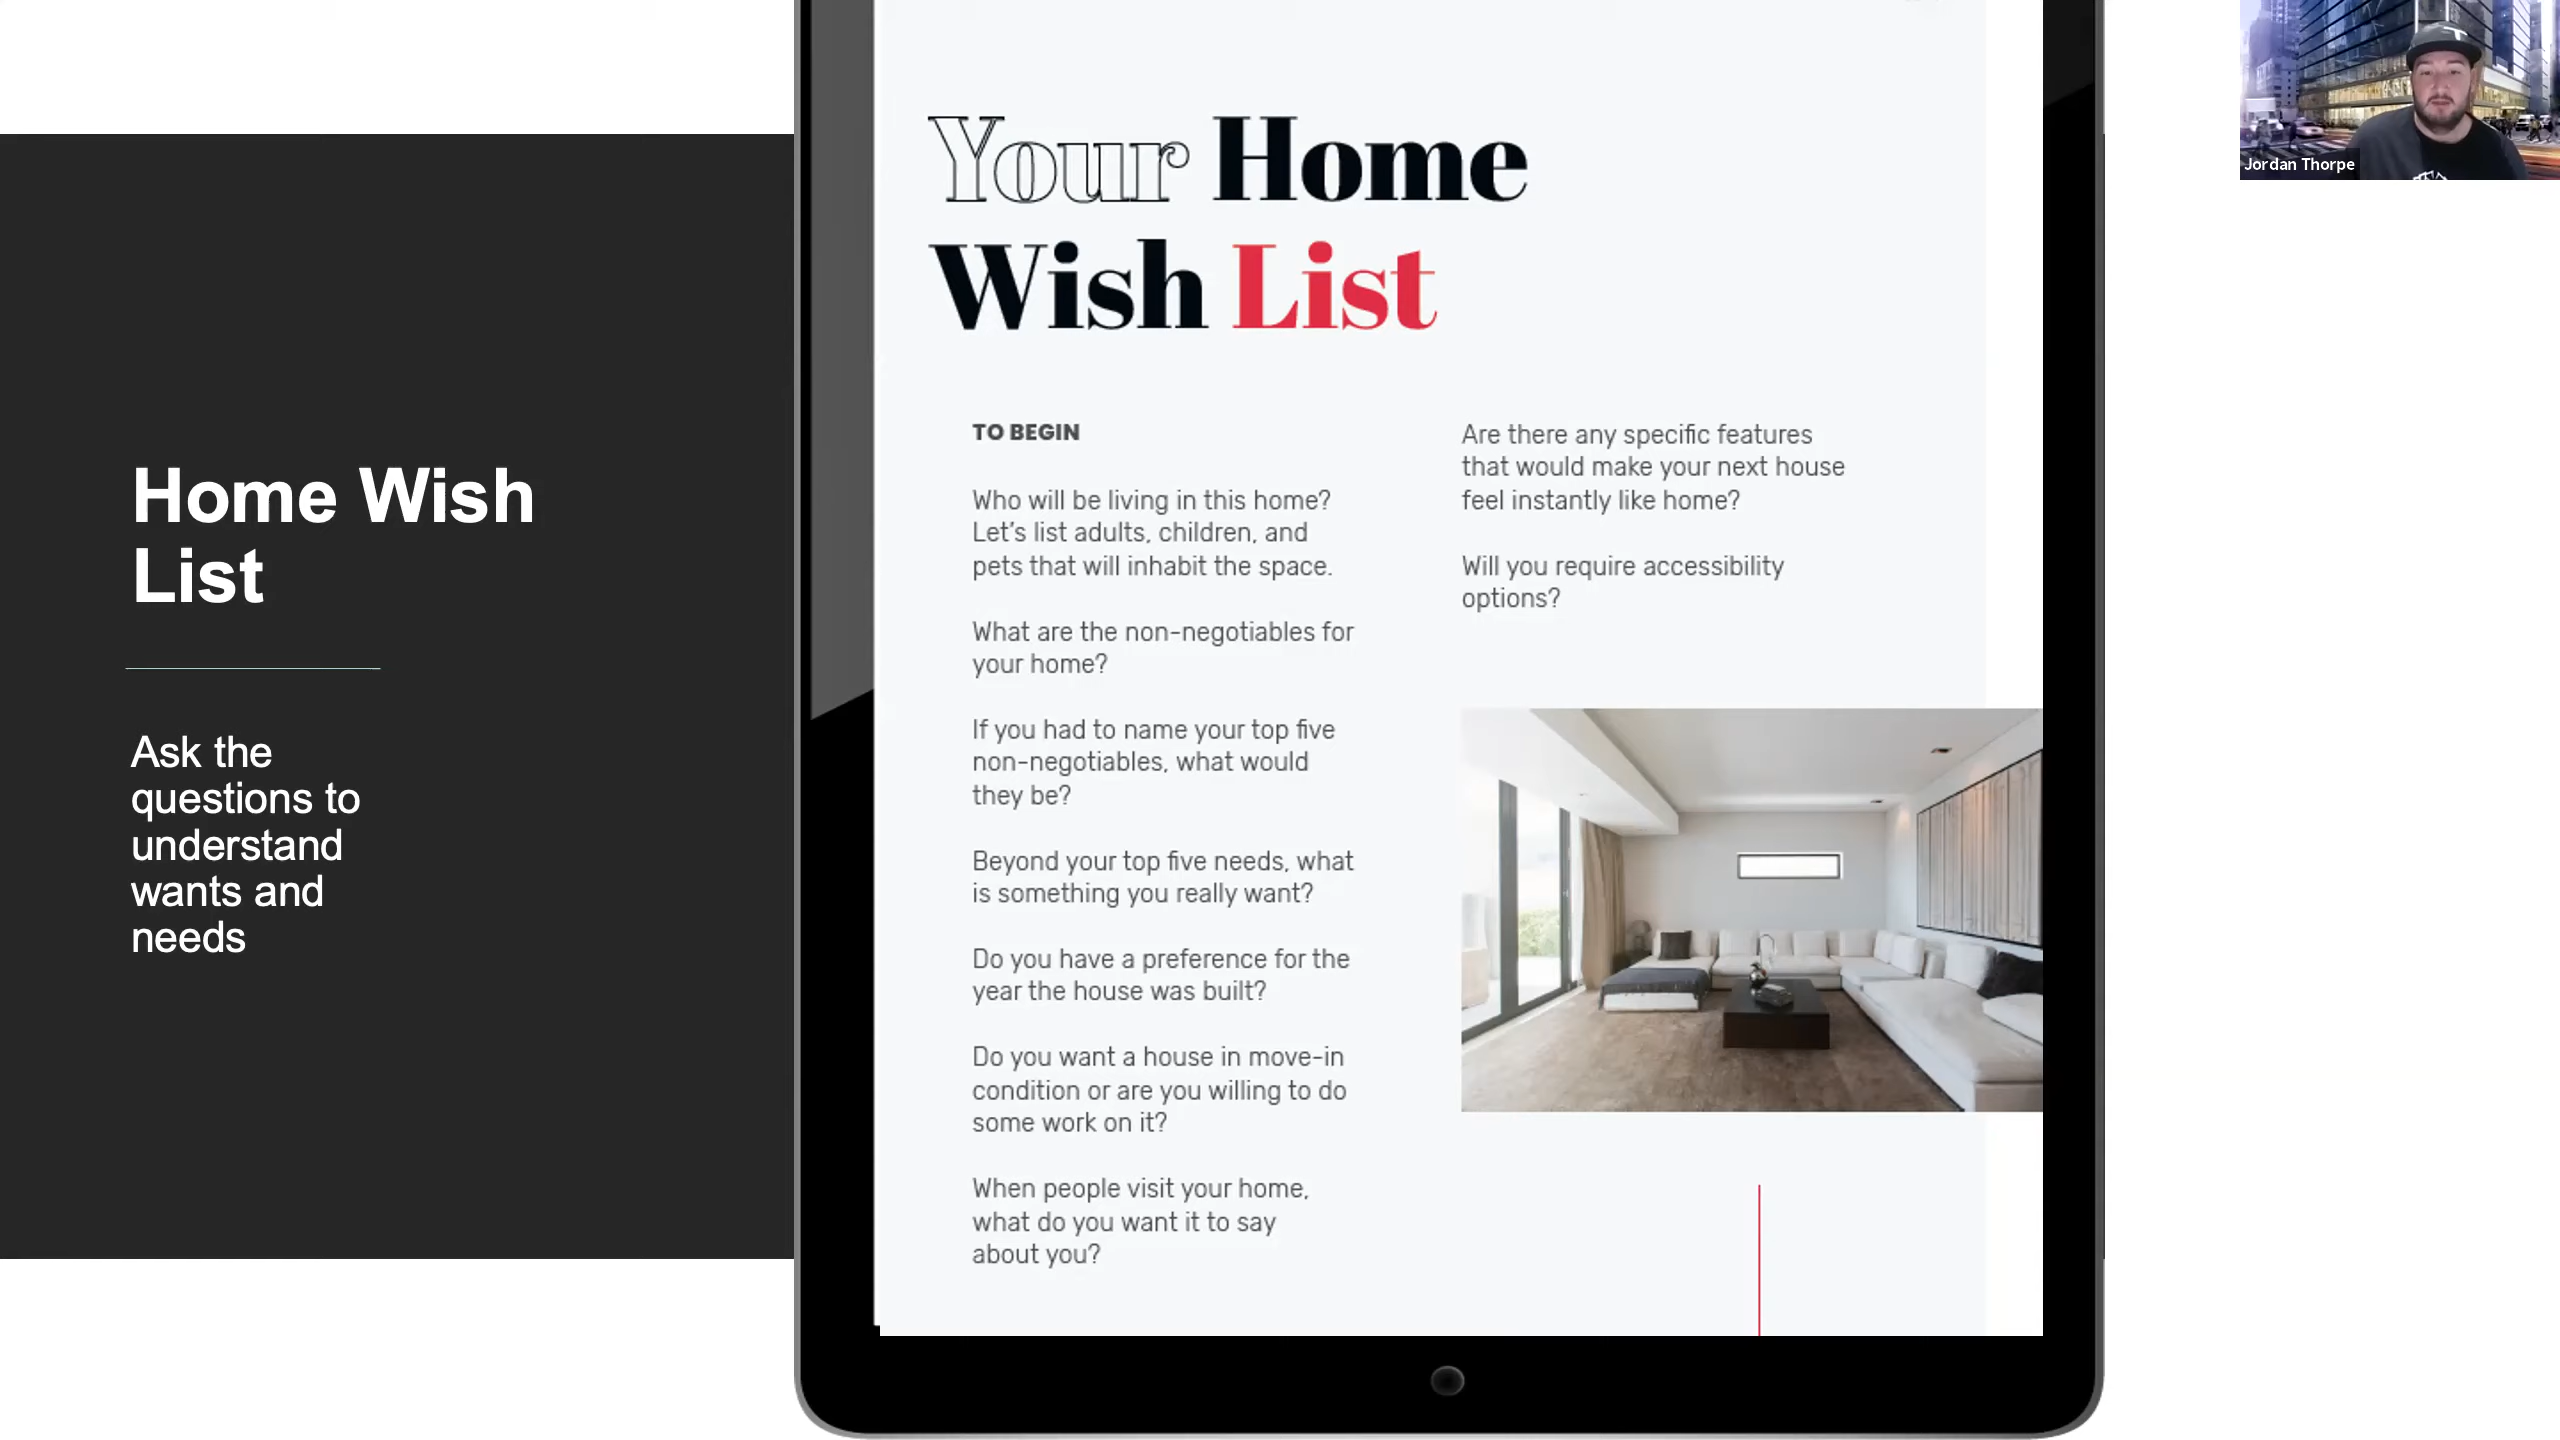 Home Wish
List
Ask the
questions to
understand
wants and
needs
Your Home
Wish List
TO BEGIN
Who will be living in this home?
Let's list adults, children, and
pets that will inhabit the space.
What are the non-negotiables for
your home?
If you had to name your top five
non-negotiables, what would
they be?
Beyond your top five needs, what
is something you really want?
Do you have a preference for the
year the house was built?
Do you want a house in move-in
condition or are you willing to do
some work on it?
When people visit your home,
what do you want it to say
about you?
Are there any specific features
that would make your next house
feel instantly like home?
Will you require accessibility
options?
Jordan Thorpe